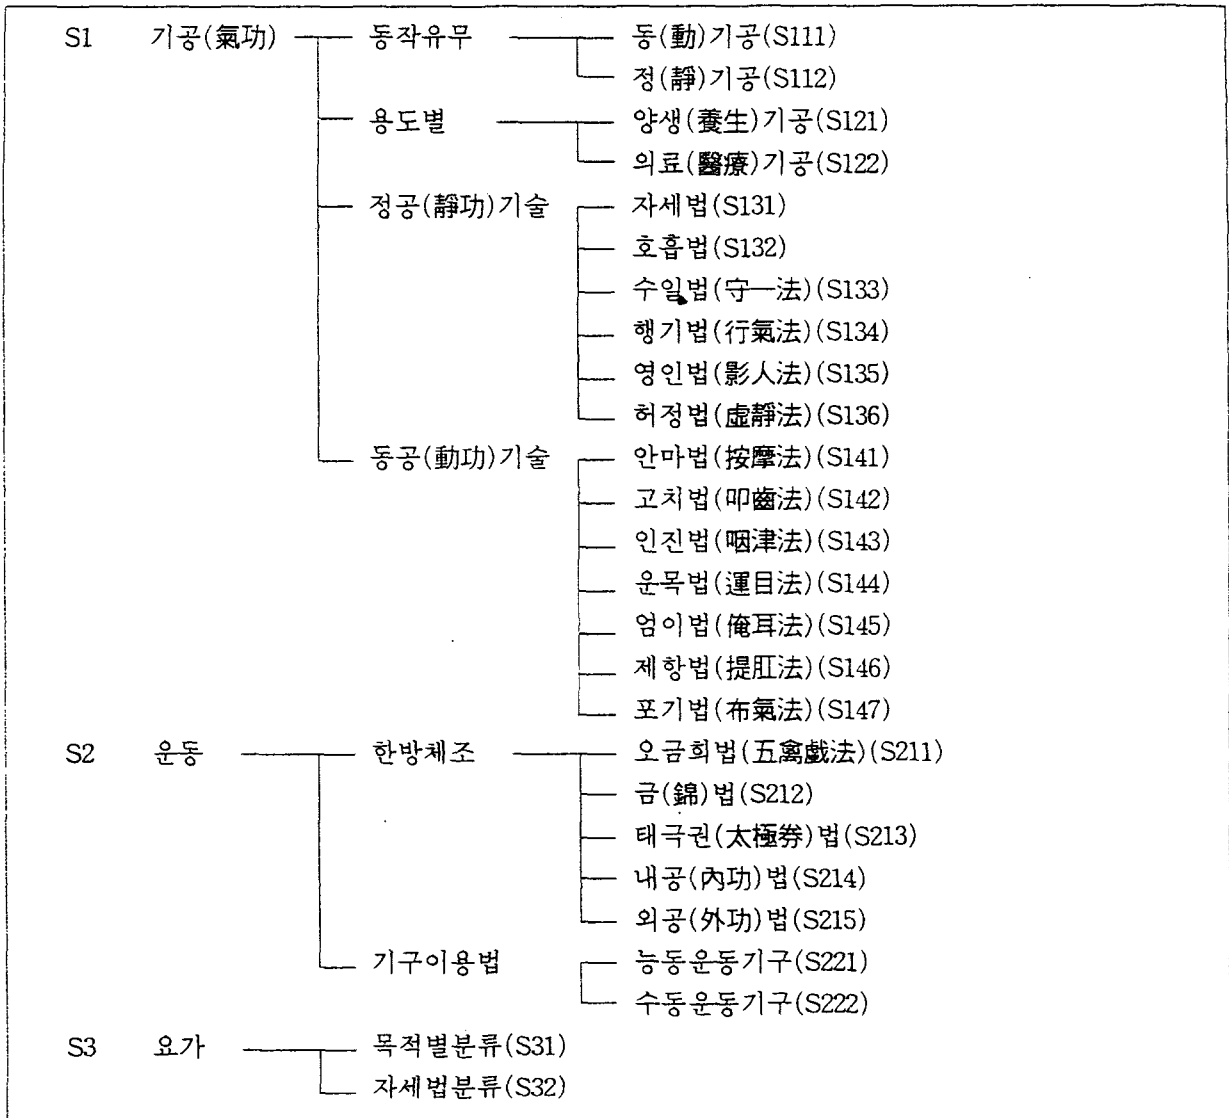 S1 기공(氣功) 동작유무 동(動)기공(S111)
정(靜)기공(S112)
용도별 양생(養生)기공(S121)
의료(醫療)기공(S122)
정공(靜功)기술 자세법(S131)
호흡법(S132)
수일법(守一法)(S133)
행기법(行氣法)(S134)
영인법(影人法)(S135)
허정법(虛靜法)(S136)
동공(動功)기술 안마법(按摩法)(S141)
고치법(叩齒法)(S142)
인진법(咽津法)(S143)
운목법(運目法)(S144)
엄이법(俺耳法)(S145)
제항법(提肛法)(S146)
포기법(布氣法)(S147)
S2 운동 한방체조 오금희법(五禽戱法)(S211)
금(錦)법(S212)
태극권(太極券)법(S213)
내공(內功)법(S214)
외공(外功)법(S215)
기구이용법 능동운동기구(S221)
수동운동기구(S222)
S3 요가 목적별분류(S31)
자세법분류(S32)